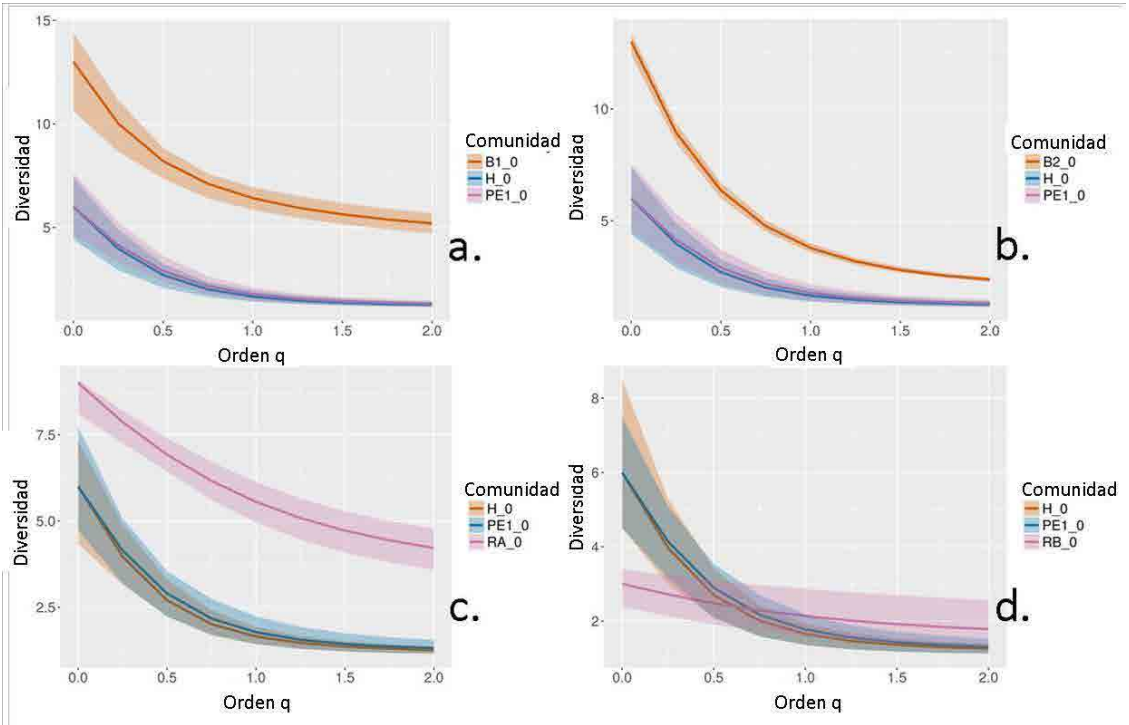 15
10
5
Diversidad
0.0 0.5 1.0 1.5 2.0
Orden q
Comunidad
B1_0
H_0
PE1_0
a.
10
5
Diversidad
0.0 0.5 1.0 1.5 2.0
Orden q
Comunidad
B2_0
H_0
PE1_0
b.
7.5
5.0
2.5
Diversidad
0.0 0.5 1.0 1.5 2.0
Orden q
Comunidad
H_0
PE1_0
RA_0
c.
8
6
4
2
Diversidad
0.0 0.5 1.0 1.5 2.0
Orden q
Comunidad
H_0
PE1_0
RB_0
d.